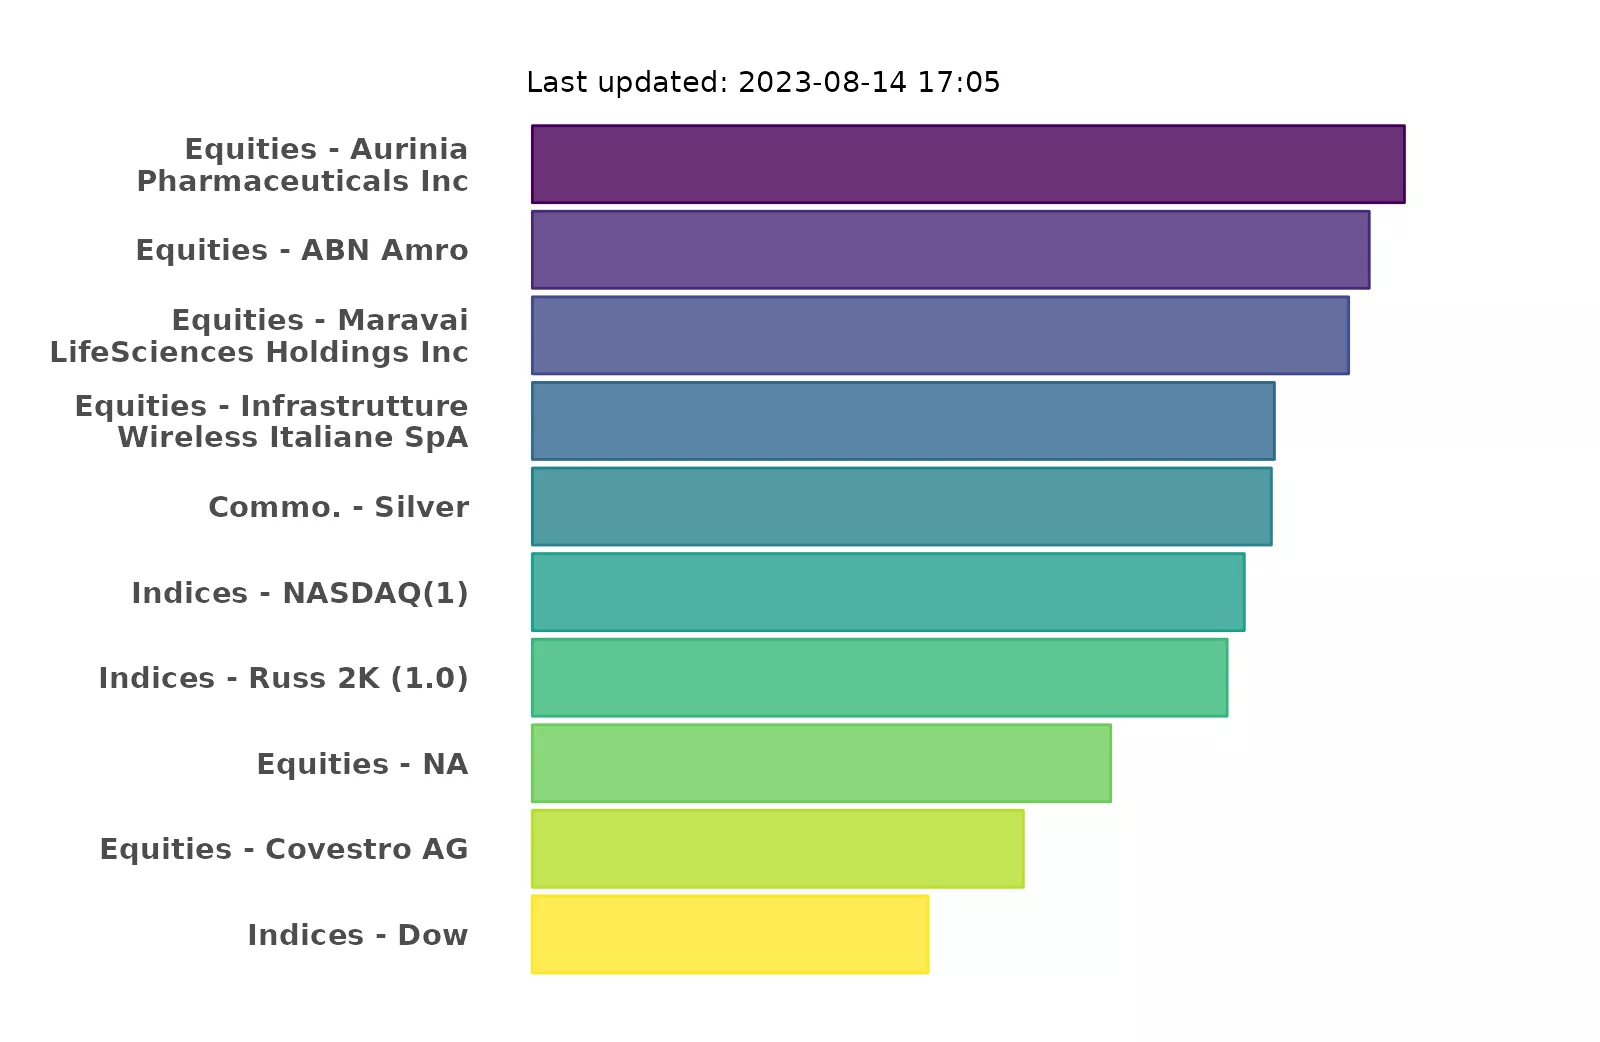 Last updated: 2023-08-14 17:05
Equities - Aurinia
Pharmaceuticals Inc
Equities - ABN Amro
Equities - Maravai
LifeSciences Holdings Inc
Equities - Infrastrutture
Wireless Italiane SpA
Commo. - Silver
Indices - NASDAQ(1)
Indices - Russ 2K (1.0)
Equities - NA
Equities - Covestro AG
Indices - Dow